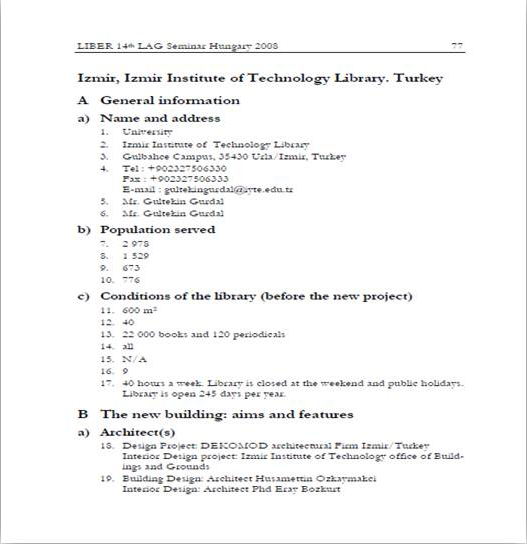 LIBER 14th LAG Seminar Hungary 2008 77
Izmir, Izmir Institute of Technology Library. Turkey
A General information
a) Name and address
1. University
2. Izmir Institute of Technology Library
3. Gulbahce Campus, 35430 Urla/Izmir, Turkey
4. Tel : +902327506330
Fax : +902327506333
E-mail : gultekingurdal@iyte.edu.tr
5. Mr. Gultekin Gurdal
6. Mr. Gultekin Gurdal
b) Population served
7. 2 978
8. 1 529
9. 673
10. 776
c) Conditions of the library (before the new project)
11. 600 m²
12. 40
13. 22 000 books and 120 periodicals
14. all
15. N/A
16. 9
17. 40 hours a week. Library is closed at the weekend and public holidays.
Library is open 245 days per year.
B The new building: aims and features
a) Architect(s)
18. Design Project: DEKOMOD architectural Firm Izmir/Turkey
Interior Design project: Izmir Institute of Technology office of Build-
ings and Grounds
19. Building Design: Architect Husamettin Ozkaymakci
Interior Design: Architect Phd Eray Bozkurt